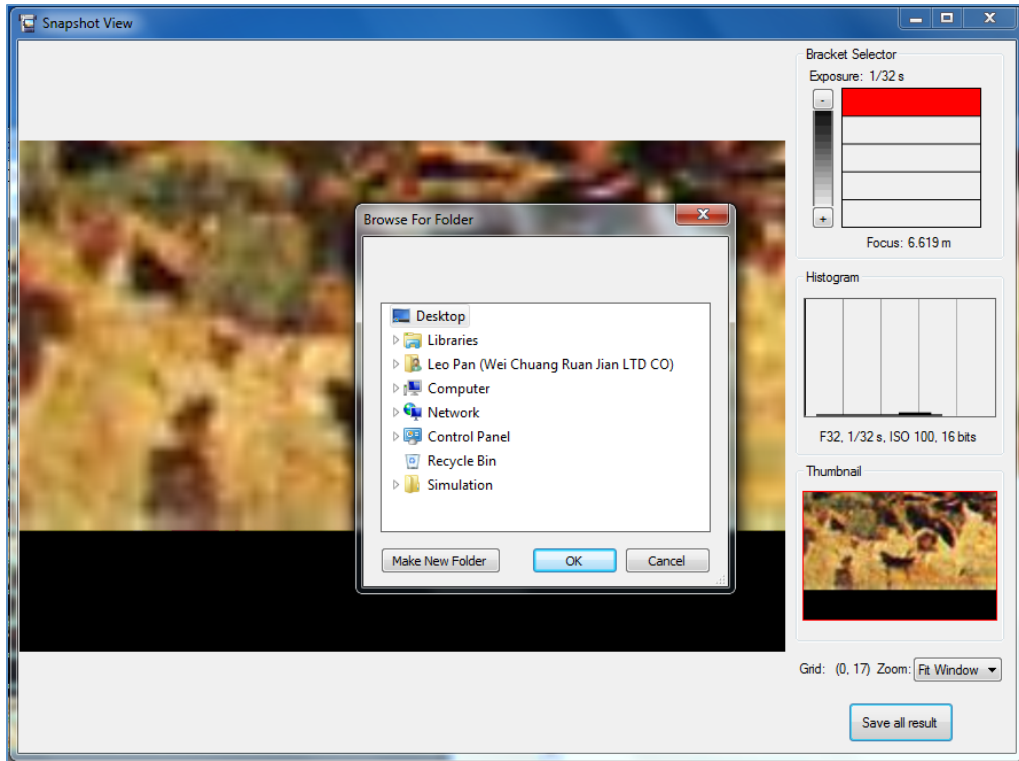 Snapshot View
Bracket Selector
Exposure: 1/32 s
-
+
Focus: 6.619 m
Browse For Folder
Desktop
Libraries
Leo Pan (Wei Chuang Ruan Jian LTD CO)
Computer
Network
Control Panel
Recycle Bin
Simulation
Make New Folder
OK
Cancel
Histogram
F32, 1/32 s, ISO 100, 16 bits
Thumbnail
Grid: (0, 17) Zoom: Fit Window
Save all result